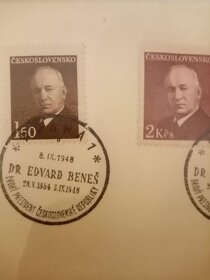 ČESKOSLOVENSKO
1·50
ČESKOSLOVENSKO
2 Kčs
8.IX.1948
DR EDVARD BENEŠ
28.V.1884 3.IX.1948
DRUHÝ PRESIDENT ČESKOSLOVENSKÉ REPUBLIKY